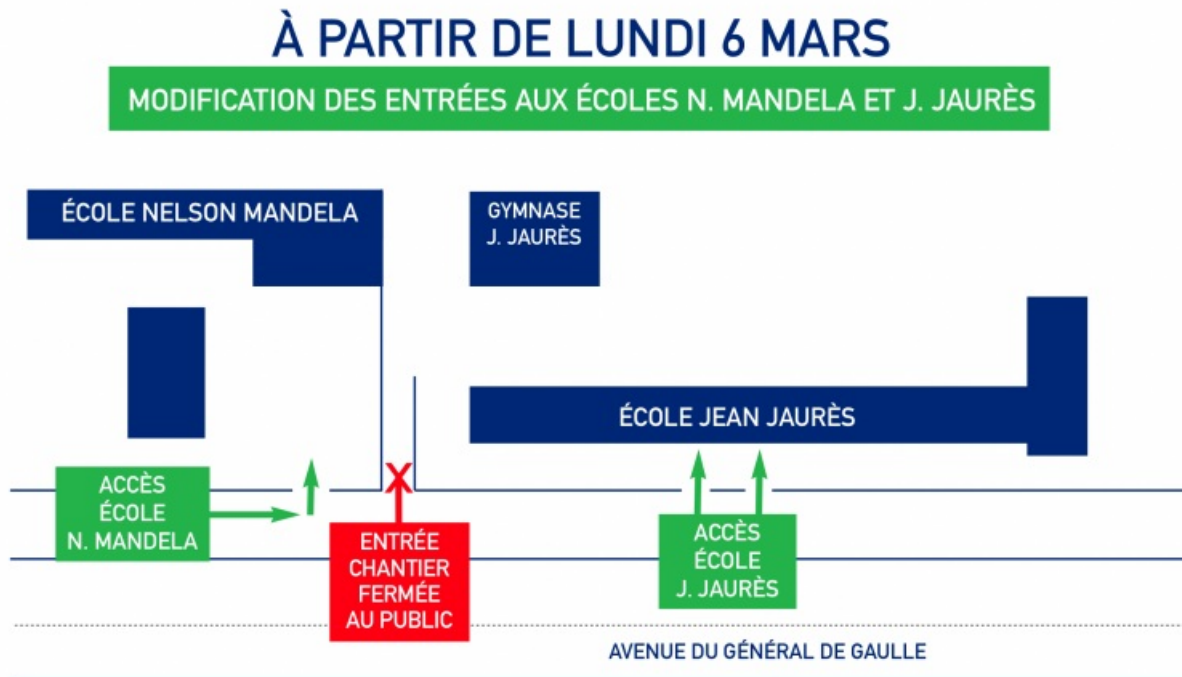 À PARTIR DE LUNDI 6 MARS
MODIFICATION DES ENTRÉES AUX ÉCOLES N. MANDELA ET J. JAURÈS
ÉCOLE NELSON MANDELA
GYMNASE
J. JAURÈS
ÉCOLE JEAN JAURÈS
ACCÈS
ÉCOLE
N. MANDELA
X
ENTRÉE
CHANTIER
FERMÉE
AU PUBLIC
ACCÈS
ÉCOLE
J. JAURÈS
AVENUE DU GÉNÉRAL DE GAULLE